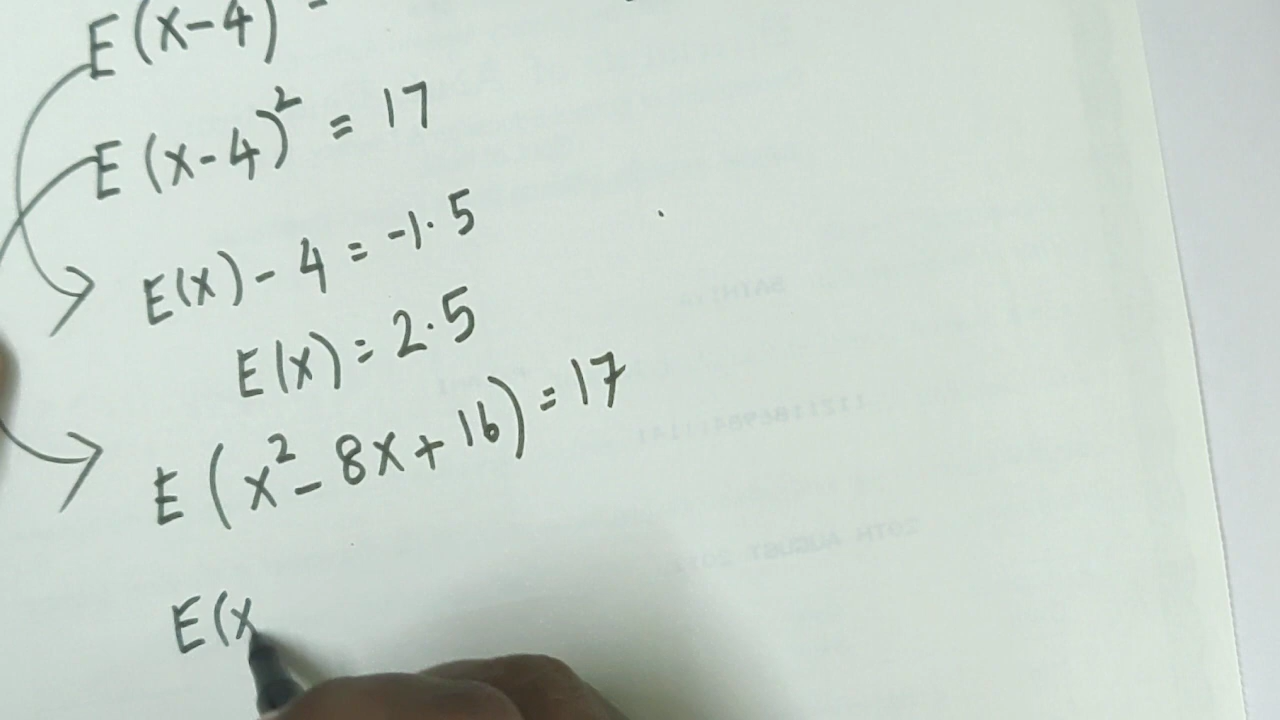 E(x-4)
E(x-4)² = 17
E(x) - 4 = -1.5
E(x) = 2.5
E(x² - 8x + 16) = 17
E(x